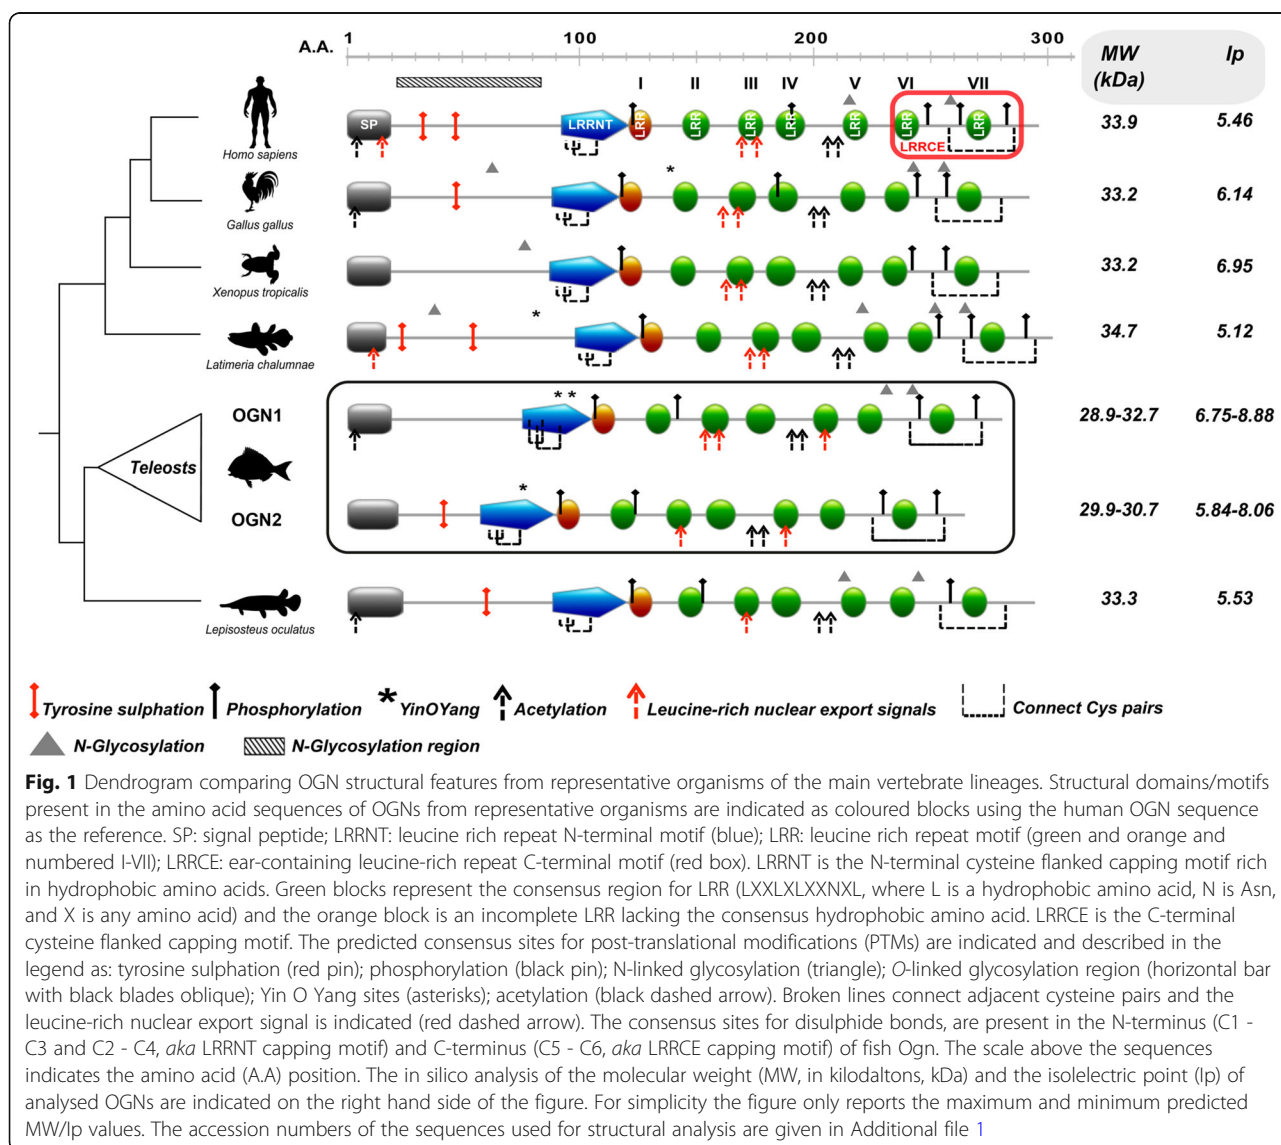 A.A. 1 100 200 300
MW (kDa) Ip
I II III IV V VI VII
SP LRRNT LRR LRR LRR LRR LRR LRR LRR
LRRCE
33.9 5.46
Homo sapiens
33.2 6.14
Gallus gallus
33.2 6.95
Xenopus tropicalis
34.7 5.12
Latimeria chalumnae
* *
OGN1 28.9-32.7 6.75-8.88
Teleosts
*
OGN2 29.9-30.7 5.84-8.06
33.3 5.53
Lepisosteus oculatus
Tyrosine sulphation Phosphorylation * YinOYang Acetylation Leucine-rich nuclear export signals Connect Cys pairs
N-Glycosylation N-Glycosylation region
Fig. 1 Dendrogram comparing OGN structural features from representative organisms of the main vertebrate lineages. Structural domains/motifs
present in the amino acid sequences of OGNs from representative organisms are indicated as coloured blocks using the human OGN sequence
as the reference. SP: signal peptide; LRRNT: leucine rich repeat N-terminal motif (blue); LRR: leucine rich repeat motif (green and orange and
numbered I-VII); LRRCE: ear-containing leucine-rich repeat C-terminal motif (red box). LRRNT is the N-terminal cysteine flanked capping motif rich
in hydrophobic amino acids. Green blocks represent the consensus region for LRR (LXXLXLXXNXL, where L is a hydrophobic amino acid, N is Asn,
and X is any amino acid) and the orange block is an incomplete LRR lacking the consensus hydrophobic amino acid. LRRCE is the C-terminal
cysteine flanked capping motif. The predicted consensus sites for post-translational modifications (PTMs) are indicated and described in the
legend as: tyrosine sulphation (red pin); phosphorylation (black pin); N-linked glycosylation (triangle); O-linked glycosylation region (horizontal bar
with black blades oblique); Yin O Yang sites (asterisks); acetylation (black dashed arrow). Broken lines connect adjacent cysteine pairs and the
leucine-rich nuclear export signal is indicated (red dashed arrow). The consensus sites for disulphide bonds, are present in the N-terminus (C1 -
C3 and C2 - C4, aka LRRNT capping motif) and C-terminus (C5 - C6, aka LRRCE capping motif) of fish Ogn. The scale above the sequences
indicates the amino acid (A.A) position. The in silico analysis of the molecular weight (MW, in kilodaltons, kDa) and the isolelectric point (Ip) of
analysed OGNs are indicated on the right hand side of the figure. For simplicity the figure only reports the maximum and minimum predicted
MW/Ip values. The accession numbers of the sequences used for structural analysis are given in Additional file 1